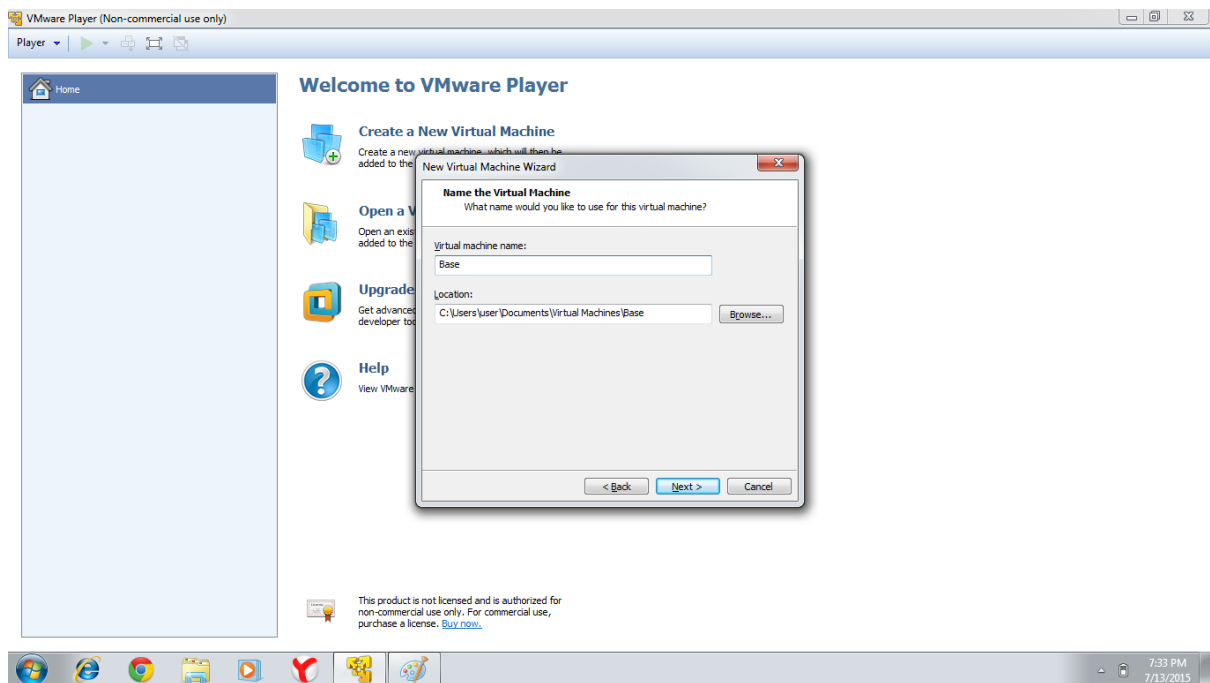 VMware Player (Non-commercial use only)
Player
Home
Welcome to VMware Player
Create a New Virtual Machine
Create a new virtual machine, which will then be
added to the
Open a V
Open an exis
added to the
Upgrade
Get advanced
developer too
Help
View VMware
New Virtual Machine Wizard
Name the Virtual Machine
What name would you like to use for this virtual machine?
Virtual machine name:
Base
Location:
C:\Users\user\Documents\Virtual Machines\Base
Browse...
< Back
Next >
Cancel
This product is not licensed and is authorized for
non-commercial use only. For commercial use,
purchase a license. Buy now.
7:33 PM
7/13/2015